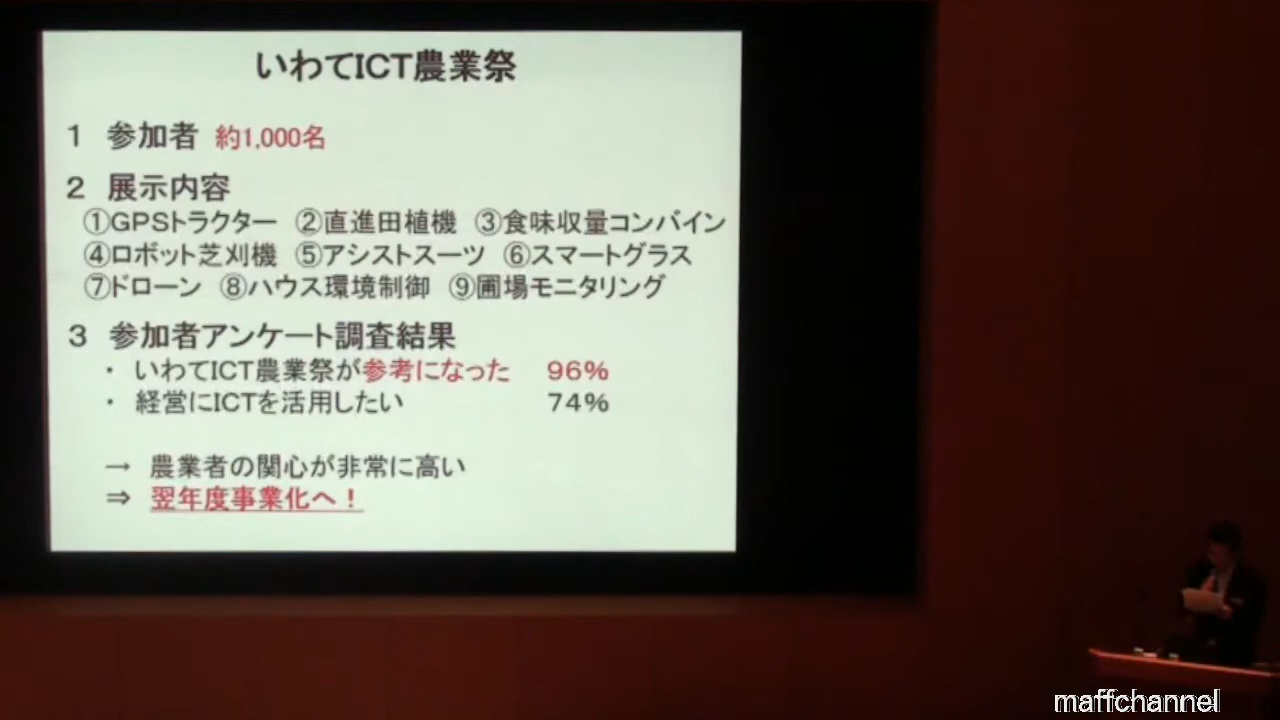 いわてICT農業祭
1 参加者 約1,000名
2 展示内容
①GPSトラクター ②直進田植機 ③食味収量コンバイン
④ロボット芝刈機 ⑤アシストスーツ ⑥スマートグラス
⑦ドローン ⑧ハウス環境制御 ⑨圃場モニタリング
3 参加者アンケート調査結果
・ いわてICT農業祭が参考になった 96%
・ 経営にICTを活用したい 74%
→ 農業者の関心が非常に高い
⇒ 翌年度事業化へ！
maffchannel